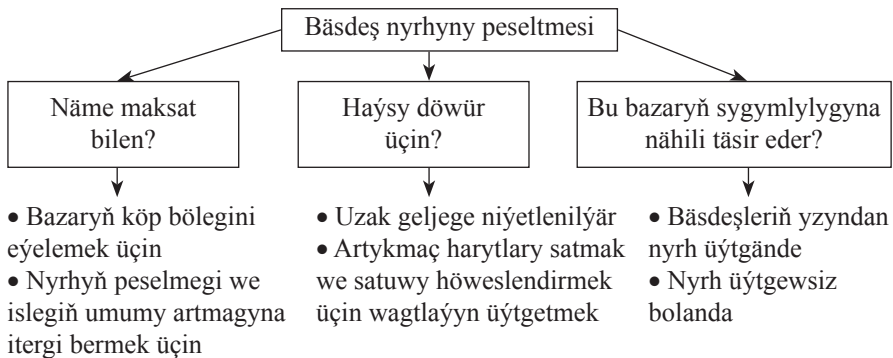 Bäsdeş nyrhyny peseltmesi
Näme maksat
bilen?
Haýsy döwür
üçin?
Bu bazaryň sygymlylygyna
nähili täsir eder?
• Bazaryň köp bölegini
eýelemek üçin
• Nyrhyň peselmegi we
islegiň umumy artmagyna
itergi bermek üçin
• Uzak geljege niýetlenilýär
• Artykmaç harytlary satmak
we satuwy höweslendirmek
üçin wagtlaýyn üýtgetmek
• Bäsdeşleriň yzyndan
nyrh üýtgände
• Nyrh üýtgewsiz
bolanda